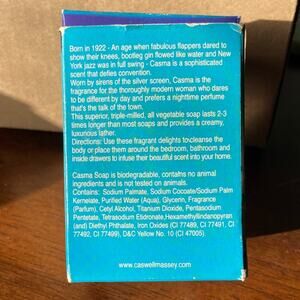 Born in 1922 - An age when fabulous flappers dared to
show their knees, bootleg gin flowed like water and New
York jazz was in full swing - Casma is a sophisticated
scent that defies convention.
Worn by sirens of the silver screen, Casma is the
fragrance for the thoroughly modern woman who dares
to be different by day and prefers a nighttime perfume
that's the talk of the town.
This superior, triple-milled, all vegetable soap lasts 2-3
times longer than most soaps and provides a creamy,
luxurious lather.
Directions: Use these fragrant delights to cleanse the
body or place them around the bedroom, bathroom and
inside drawers to infuse their beautiful scent into your home.
Casma Soap is biodegradable, contains no animal
ingredients and is not tested on animals.
Contains: Sodium Palmate, Sodium Cocoate/Sodium Palm
Kernelate, Purified Water (Aqua), Glycerin, Fragrance
(Parfum), Cetyl Alcohol, Titanium Dioxide, Pentasodium
Pentetate, Tetrasodium Etidronate, Hexamethylindanopyran
(and) Diethyl Phthalate, Iron Oxides (CI 77489, CI 77491, CI
77492, CI 77499), D&C Yellow No. 10 (CI 47005).
www.caswellmassey.com